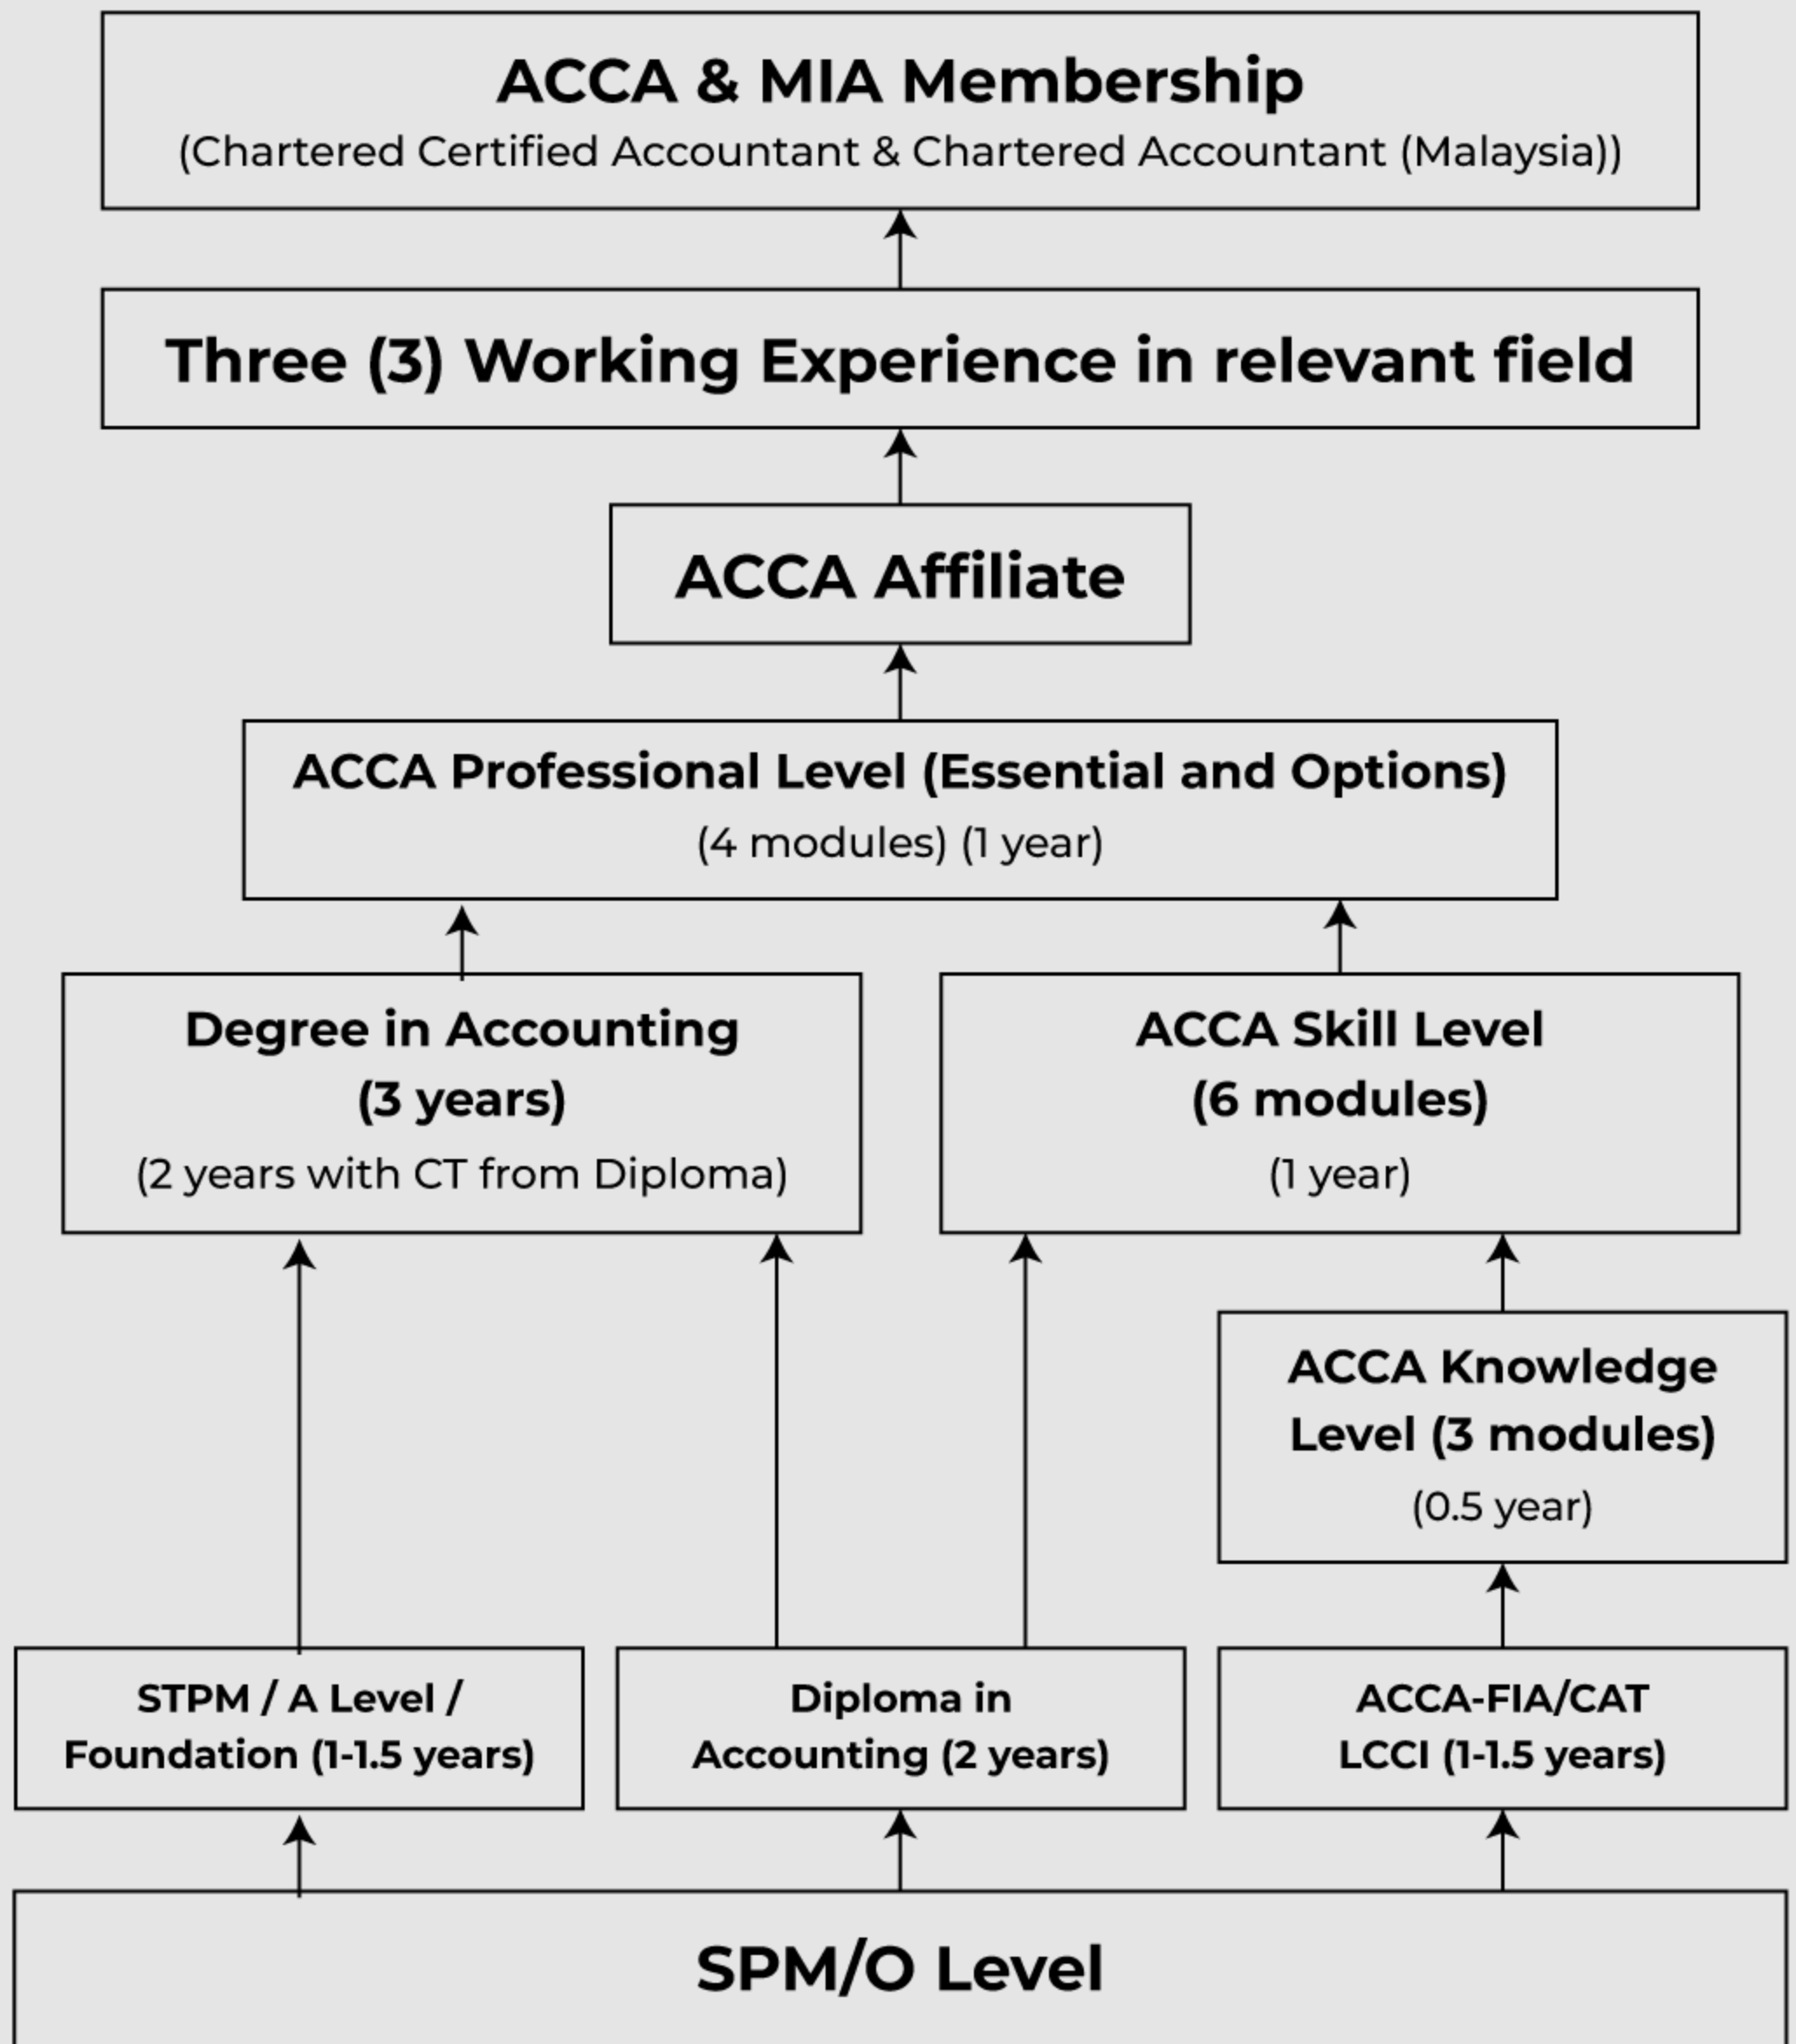 ACCA & MIA Membership
(Chartered Certified Accountant & Chartered Accountant (Malaysia))
Three (3) Working Experience in relevant field
ACCA Affiliate
ACCA Professional Level (Essential and Options)
(4 modules) (1 year)
Degree in Accounting
(3 years)
(2 years with CT from Diploma)
ACCA Skill Level
(6 modules)
(1 year)
ACCA Knowledge
Level (3 modules)
(0.5 year)
STPM / A Level /
Foundation (1-1.5 years)
Diploma in
Accounting (2 years)
ACCA-FIA/CAT
LCCI (1-1.5 years)
SPM/O Level